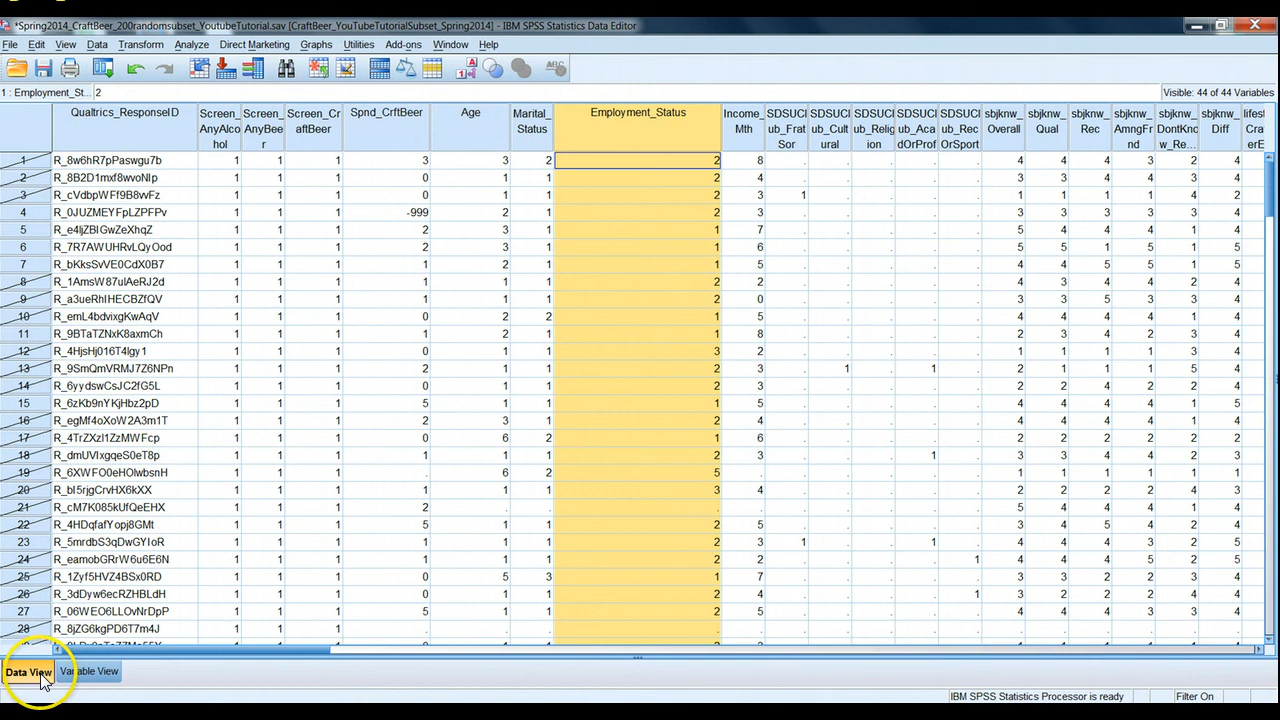 *Spring2014_CraftBeer_200randomsubset_YoutubeTutorial.sav [CraftBeer_YouTubeTutorialSubset_Spring2014] - IBM SPSS Statistics Data Editor
File Edit View Data Transform Analyze Direct Marketing Graphs Utilities Add-ons Window Help
1 : Employment_St... 2 Visible: 44 of 44 Variables
Qualtrics_ResponseID Screen_AnyAlcohol Screen_AnyBeer Screen_CraftBeer Spnd_CrftBeer Age Marital_Status Employment_Status Income_Mth SDSUClub_FratSor SDSUClub_Cultural SDSUClub_Religion SDSUClub_AcadOrProf SDSUClub_RecOrSport sbjknw_Overall sbjknw_Qual sbjknw_Rec sbjknw_AmngFrnd sbjknw_DontKnow_Re... sbjknw_Diff
1 R_8w6hR7pPaswgu7b 1 1 1 3 3 2 2 8 . . . . . 4 4 4 3 2 4
2 R_8B2D1mxf8wvoNIp 1 1 1 0 1 1 2 4 . . . . . 3 3 4 4 3 4
3 R_cVdbpWFf9B8vvFz 1 1 1 0 1 1 2 3 1 . . . . 1 1 1 1 4 2
4 R_0JUZMEYFpLZPFPv 1 1 1 -999 2 1 2 3 . . . . . 3 3 3 3 3 4
5 R_e4ljZBIGwZeXhqZ 1 1 1 2 3 1 1 7 . . . . . 5 4 4 4 1 4
6 R_7R7AWUHRvLQyOod 1 1 1 2 3 1 1 6 . . . . . 5 5 1 5 1 5
7 R_bKksSvVE0CdX0B7 1 1 1 1 2 1 1 5 . . . . . 4 4 5 5 1 4
8 R_1AmsW87ulAeRJ2d 1 1 1 1 1 1 2 2 . . . . . 4 3 4 4 2 4
9 R_a3ueRhIHECBZfQV 1 1 1 1 1 1 2 0 . . . . . 3 3 5 3 3 4
10 R_emL4bdvixgKwAqV 1 1 1 0 2 2 1 5 . . . . . 4 4 4 4 1 4
11 R_9BTaTZNxK8axmCh 1 1 1 1 2 1 1 8 . . . . . 2 3 4 2 3 4
12 R_4HjsHj016T4lgy1 1 1 1 0 1 1 3 2 . . . . . 1 1 1 1 3 4
13 R_9SmQmVRMJ7Z6NPn 1 1 1 2 1 1 2 3 . 1 . 1 . 2 1 1 1 5 4
14 R_6yydswCsJC2fG5L 1 1 1 0 1 1 2 3 . . . . . 2 2 4 2 2 4
15 R_6zKb9nYKjHbz2pD 1 1 1 5 1 1 1 5 . . . . . 4 4 4 4 1 5
16 R_egMf4oXoW2A3m1T 1 1 1 2 3 1 2 4 . . . . . 4 4 4 4 1 4
17 R_4TrZXzl1ZzMWFcp 1 1 1 0 6 2 1 6 . . . . . 2 2 2 2 2 2
18 R_dmUVIxgqeS0eT8p 1 1 1 1 1 1 2 3 . . . 1 . 2 2 2 2 3 4
19 R_6XWFO0eHOlwbsnH 1 1 1 . 6 2 5 . . . . . 1 1 1 1 1 4
20 R_bI5rjgCrvHX6kXX 1 1 1 1 1 1 3 4 . . . . . 2 2 2 2 4 3
21 R_cM7K085kUfQeEHX 1 1 1 2 . . . . . . . . 5 4 4 4 1 4
22 R_4HDqfafYopj8GMt 1 1 1 5 1 1 2 5 . . . . . 3 4 5 4 2 4
23 R_5mrdbS3qDwGYIoR 1 1 1 1 1 1 2 3 1 . . 1 . 4 4 4 3 2 5
24 R_eamobGRrW6u6E6N 1 1 1 1 1 1 2 2 . . . . 1 4 4 4 5 2 5
25 R_1Zyf5HVZ4BSx0RD 1 1 1 0 5 3 1 7 . . . . . 3 3 2 2 3 4
26 R_3dDyw6ecRZHBLdH 1 1 1 0 1 1 2 4 . . . . 1 3 2 2 2 4 4
27 R_06WEO6LLOvNrDpP 1 1 1 5 1 1 2 5 . . . . . 4 4 4 3 3 4
28 R_8jZG6kgPD6T7m4J 1 1 1 . . . . . . . . . . . . . .
Data View Variable View
IBM SPSS Statistics Processor is ready Filter On